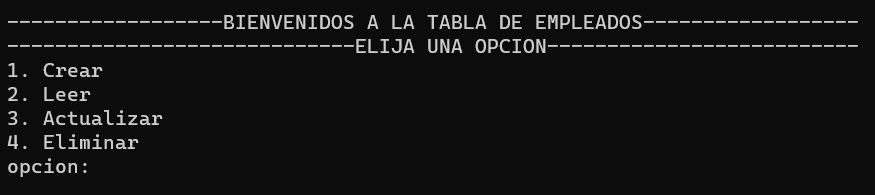 ------------------BIENVENIDOS A LA TABLA DE EMPLEADOS------------------
-----------------------------ELIJA UNA OPCION--------------------------
1. Crear
2. Leer
3. Actualizar
4. Eliminar
opcion: